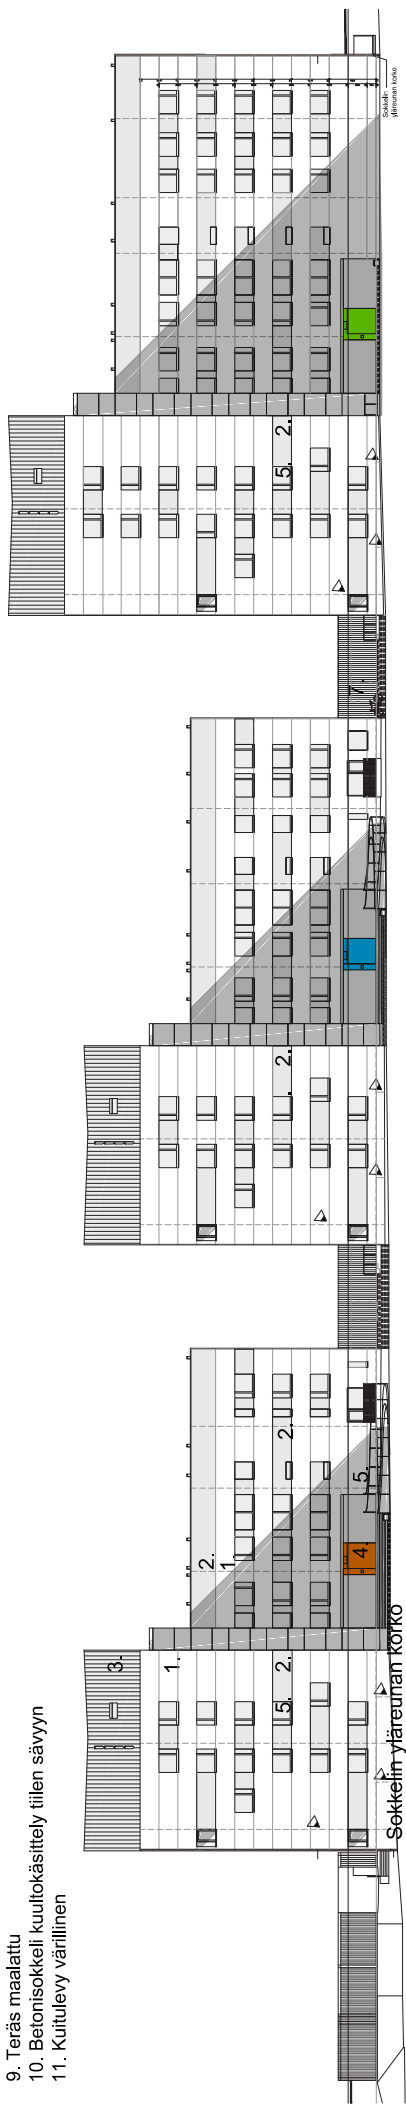 9. Teräs maalattu
10. Betonisokkeli kuultokäsittely tiilen sävyyn
11. Kuitulevy värillinen
3.
1.
5. 2.
Sokkelin yläreunan korko
2.
1.
4.
5.
2.
2.
7.
5. 2.
Sokkelin
yläreunan korko